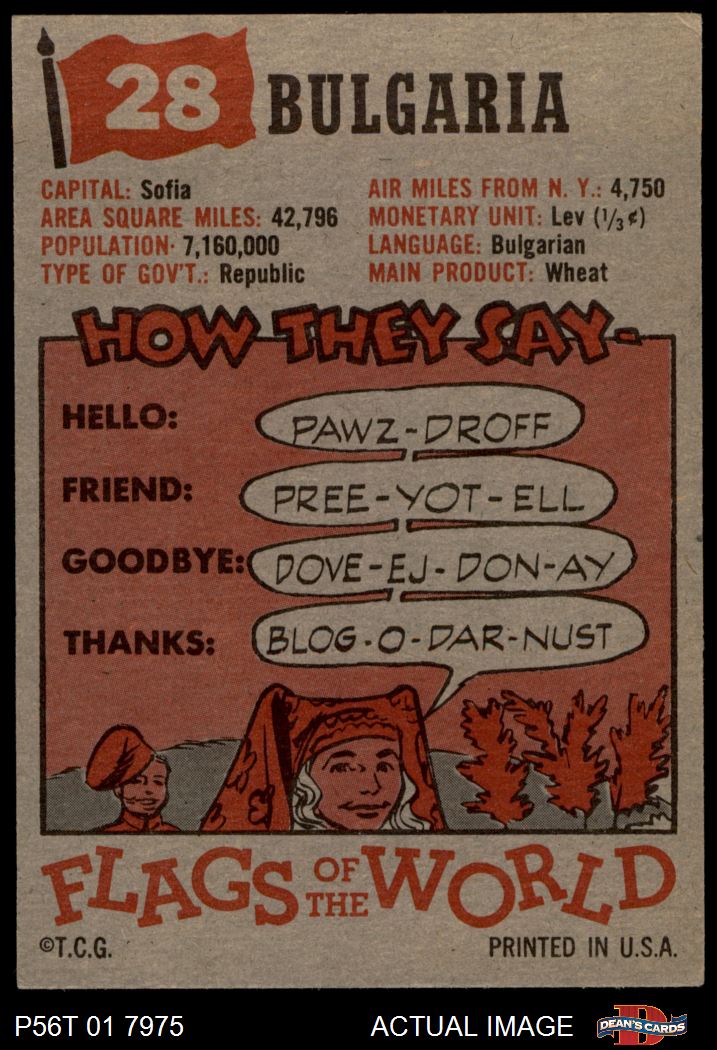 28 BULGARIA
CAPITAL: Sofia
AREA SQUARE MILES: 42,796
POPULATION: 7,160,000
TYPE OF GOV'T.: Republic
AIR MILES FROM N. Y.: 4,750
MONETARY UNIT: Lev (1/3¢)
LANGUAGE: Bulgarian
MAIN PRODUCT: Wheat
HOW THEY SAY-
HELLO: PAWZ-DROFF
FRIEND: PREE-YOT-ELL
GOODBYE: DOVE-EJ-DON-AY
THANKS: BLOG-O-DAR-NUST
FLAGS OF THE WORLD
©T.C.G. PRINTED IN U.S.A.
P56T 01 7975 ACTUAL IMAGE D DEAN'S CARDS